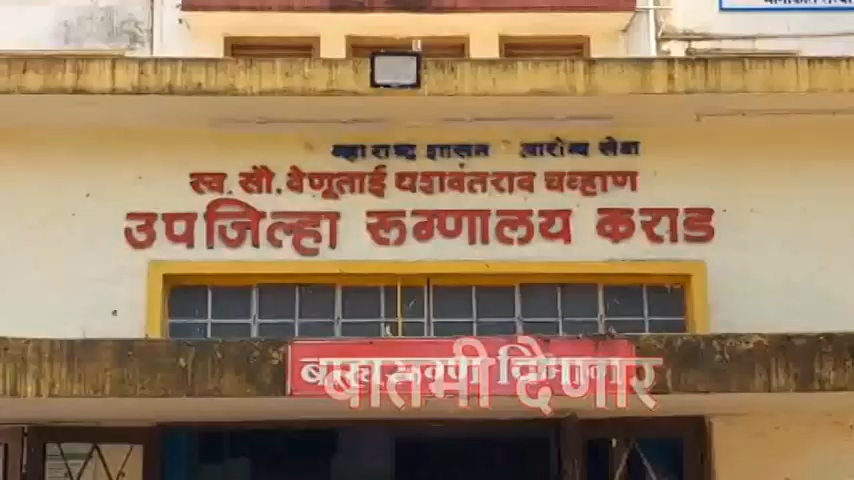 महाराष्ट्र शासन आरोग्य सेवा
स्व. सौ. वेणूताई यशवंतराव चव्हाण
उपजिल्हा रुग्णालय कराड
बातमी देणार
बाह्य रुग्ण विभाग